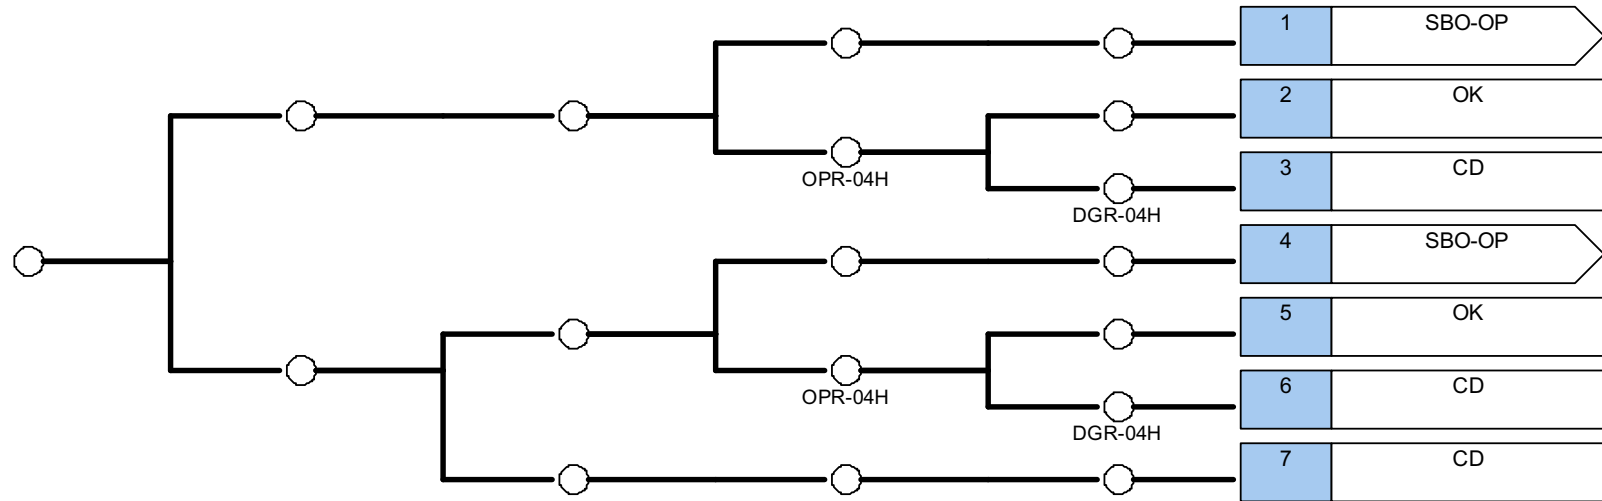 1 SBO-OP
2 OK
OPR-04H
3 CD
DGR-04H
4 SBO-OP
5 OK
OPR-04H
6 CD
DGR-04H
7 CD